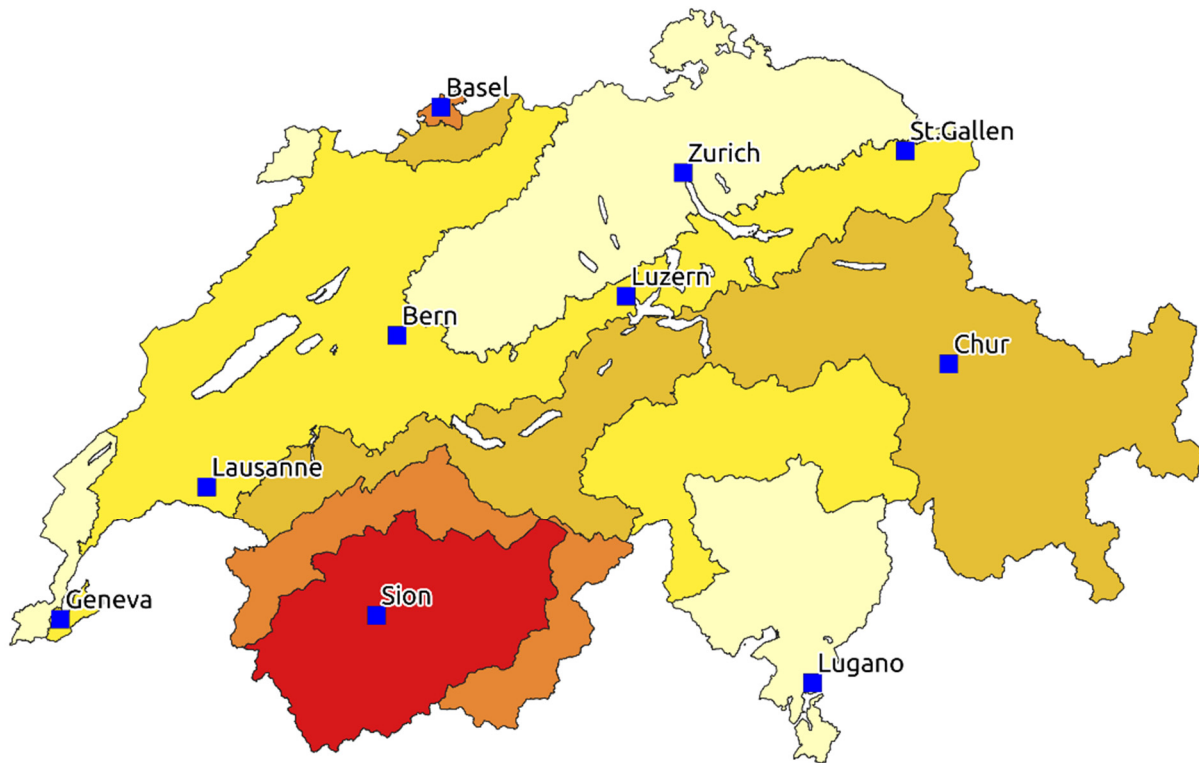 Basel
St.Gallen
Zurich
Luzern
Bern
Chur
Lausanne
Geneva
Sion
Lugano